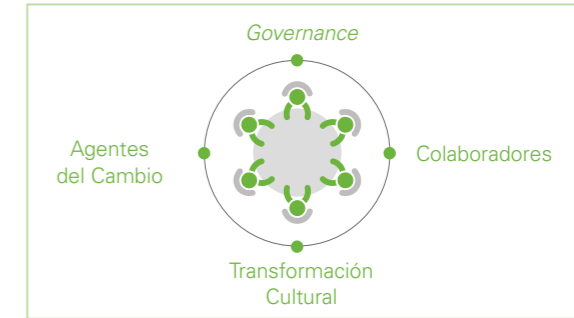 Governance
Agentes
del Cambio
Colaboradores
Transformación
Cultural